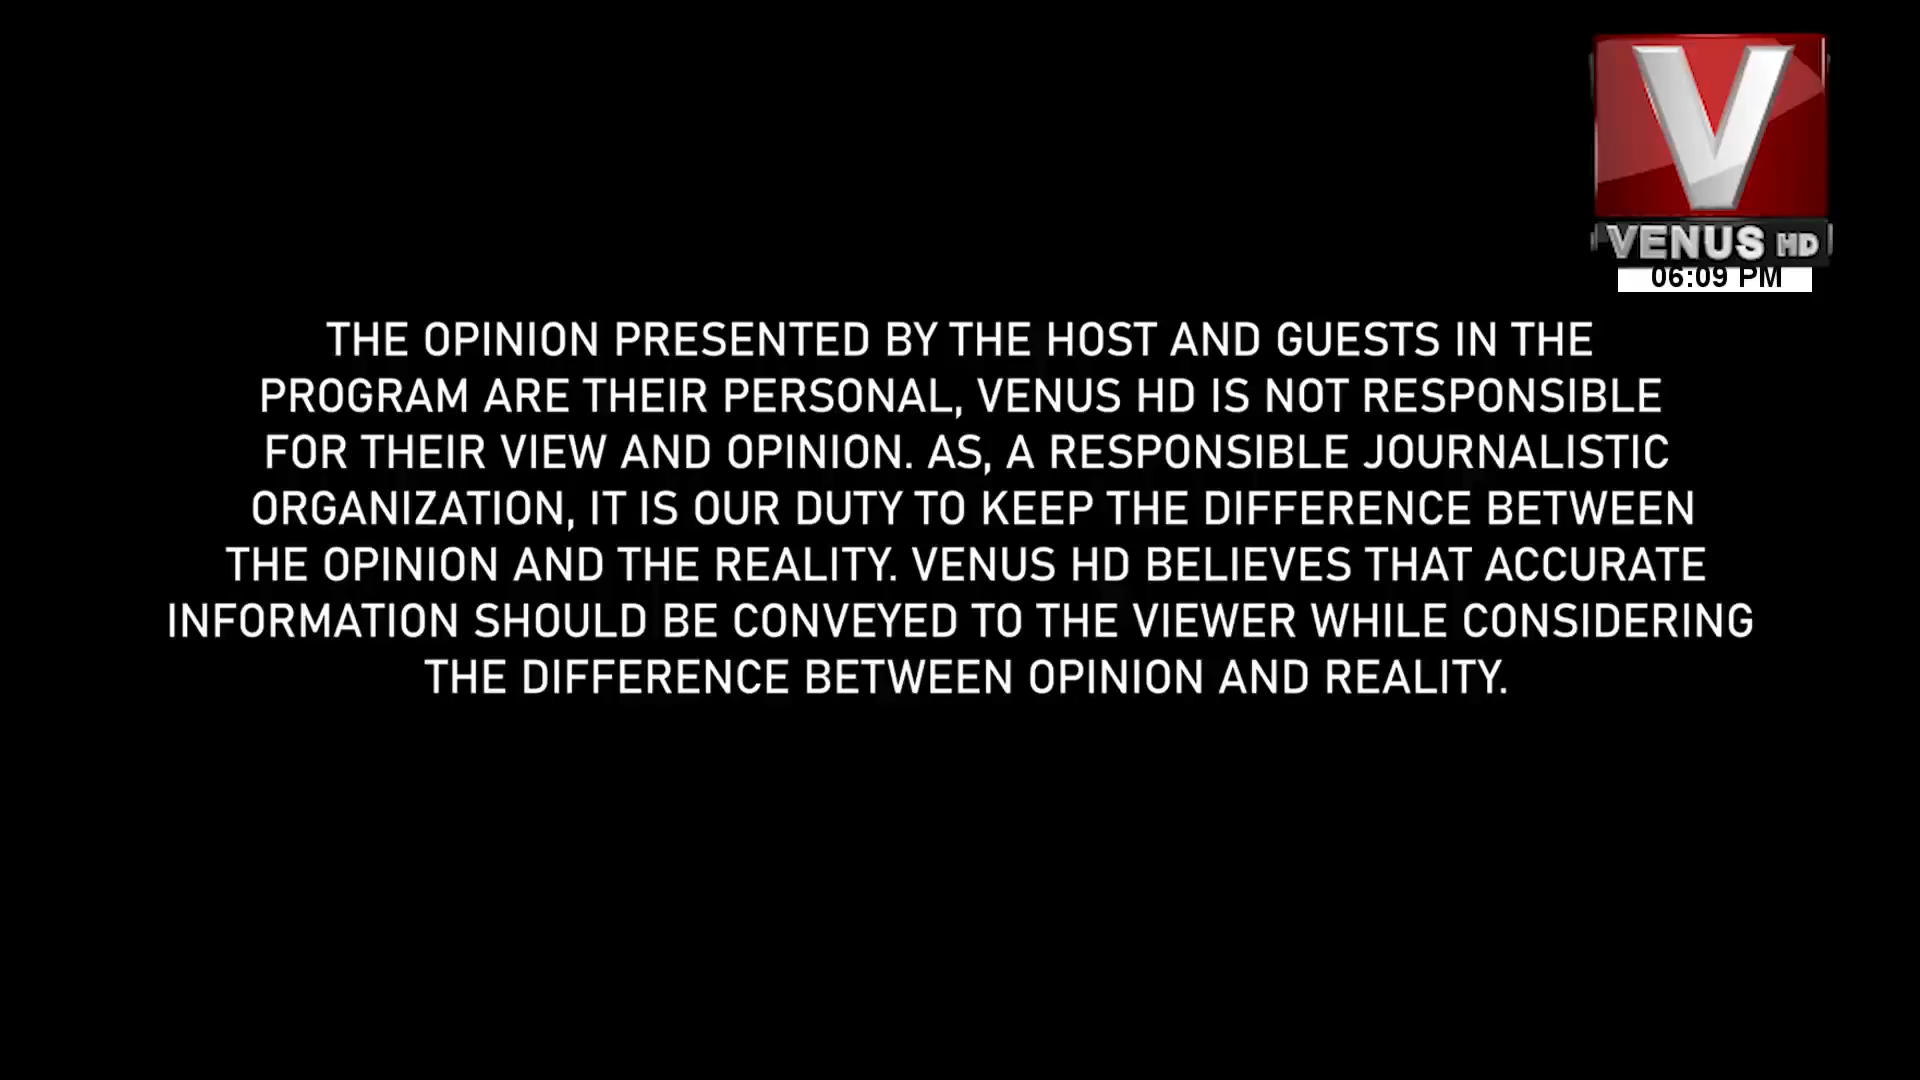 V
VENUS HD
06:09 PM
THE OPINION PRESENTED BY THE HOST AND GUESTS IN THE
PROGRAM ARE THEIR PERSONAL, VENUS HD IS NOT RESPONSIBLE
FOR THEIR VIEW AND OPINION. AS, A RESPONSIBLE JOURNALISTIC
ORGANIZATION, IT IS OUR DUTY TO KEEP THE DIFFERENCE BETWEEN
THE OPINION AND THE REALITY. VENUS HD BELIEVES THAT ACCURATE
INFORMATION SHOULD BE CONVEYED TO THE VIEWER WHILE CONSIDERING
THE DIFFERENCE BETWEEN OPINION AND REALITY.